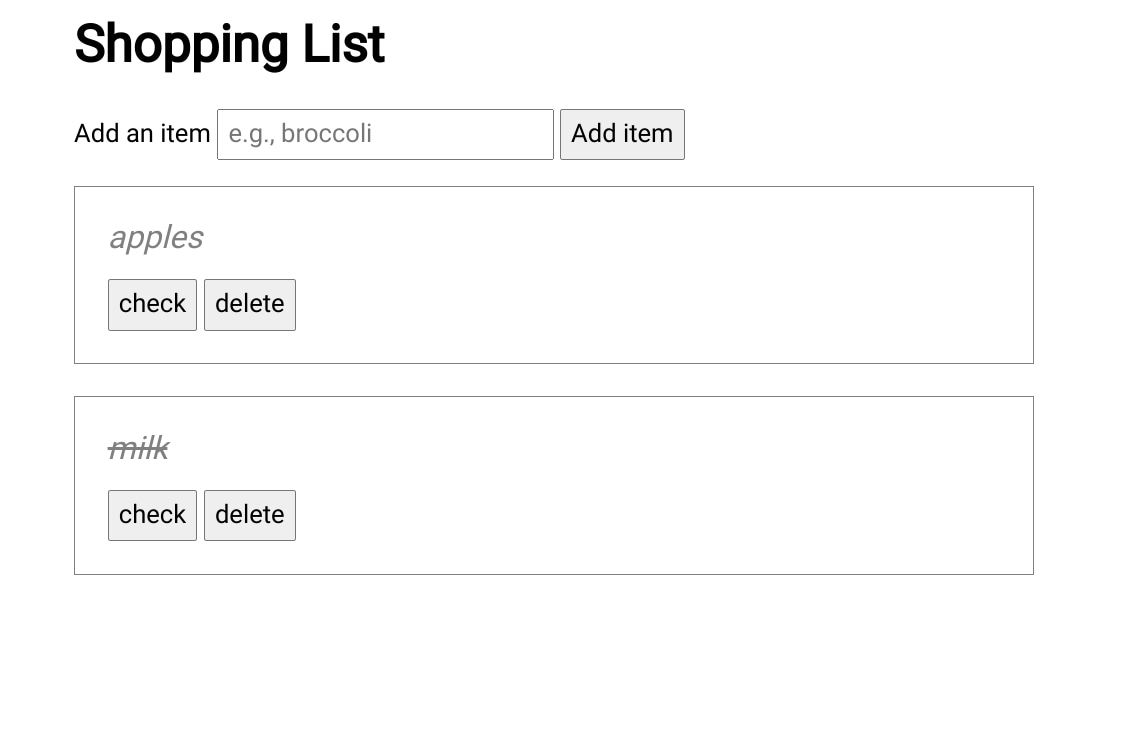 Shopping List
Add an item e.g., broccoli Add item
apples
check delete
milk
check delete